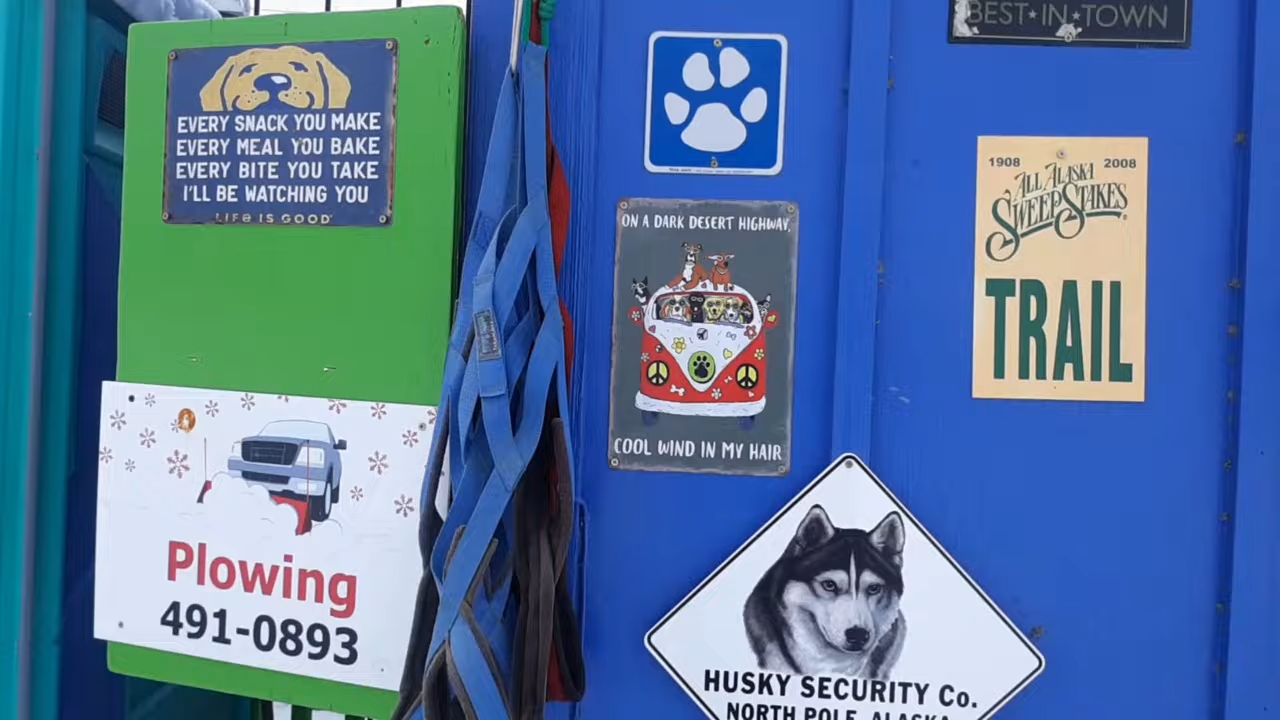 EVERY SNACK YOU MAKE
EVERY MEAL YOU BAKE
EVERY BITE YOU TAKE
I'LL BE WATCHING YOU
LIFE IS GOOD
Plowing
491-0893
ON A DARK DESERT HIGHWAY,
COOL WIND IN MY HAIR
BEST★IN★TOWN
1908 2008
ALL ALASKA
SWEEPSTAKES
TRAIL
HUSKY SECURITY Co.
NORTH POLE, ALASKA